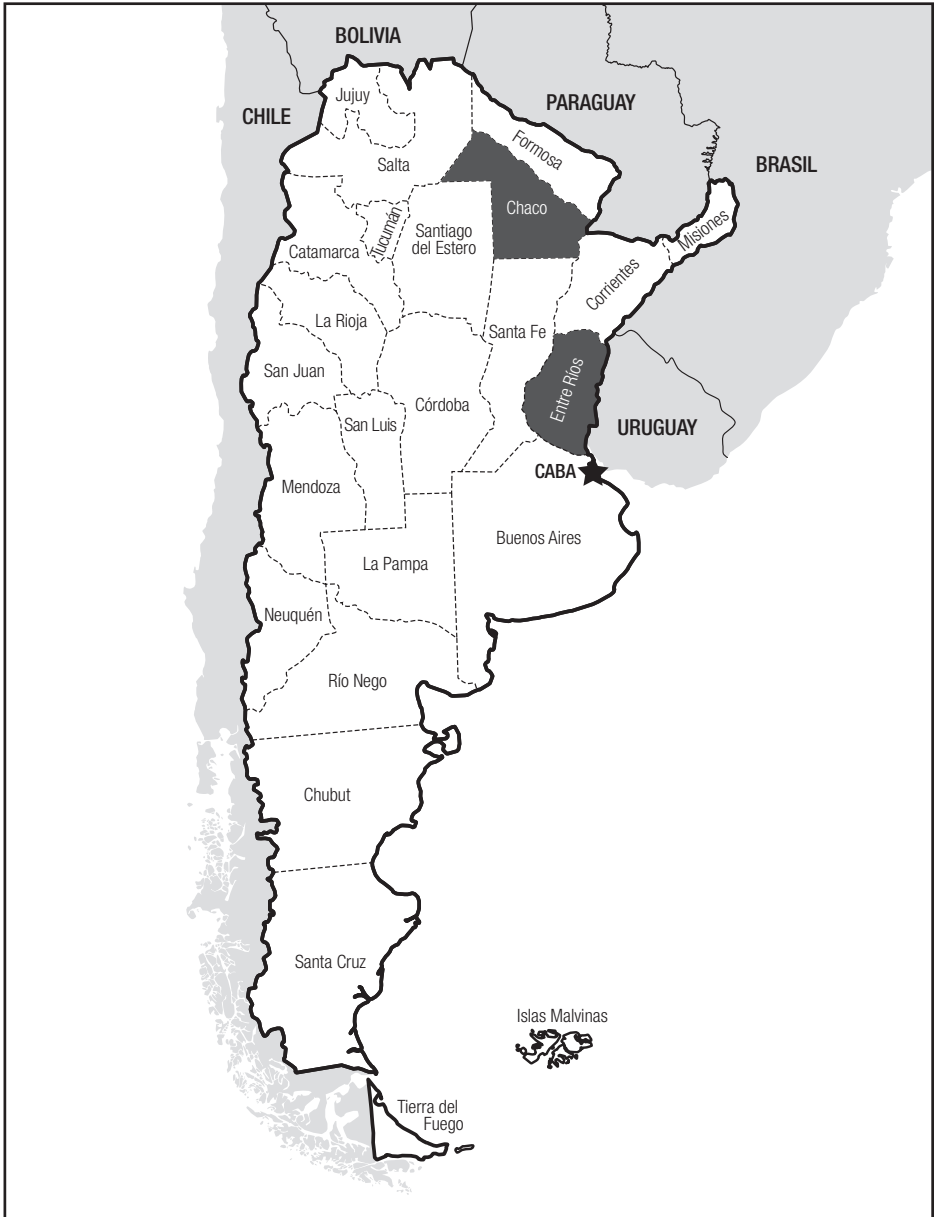 BOLIVIA
Jujuy
PARAGUAY
CHILE
Formosa
Salta
BRASIL
Chaco
Tucumán
Santiago
del Estero
Misiones
Catamarca
Corrientes
La Rioja
Santa Fe
San Juan
Entre Ríos
Córdoba
San Luis
URUGUAY
CABA
Mendoza
Buenos Aires
La Pampa
Neuquén
Río Nego
Chubut
Santa Cruz
Islas Malvinas
Tierra del
Fuego